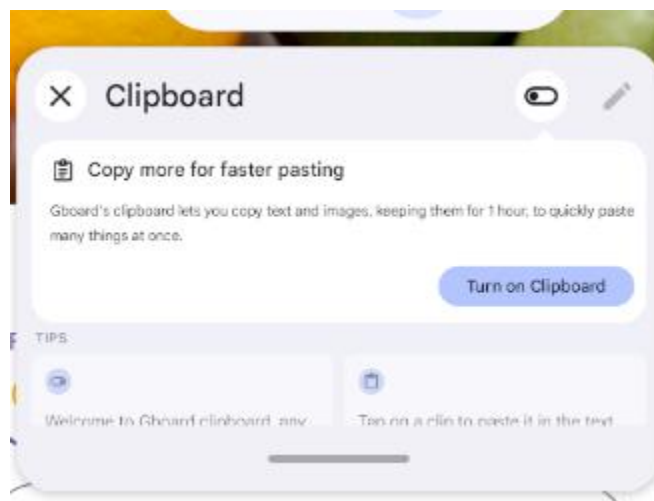 Clipboard
Copy more for faster pasting
Gboard's clipboard lets you copy text and images, keeping them for 1 hour, to quickly paste
many things at once.
Turn on Clipboard
TIPS
Welcome to Gboard clipboard, any
Tap on a clip to paste it in the text